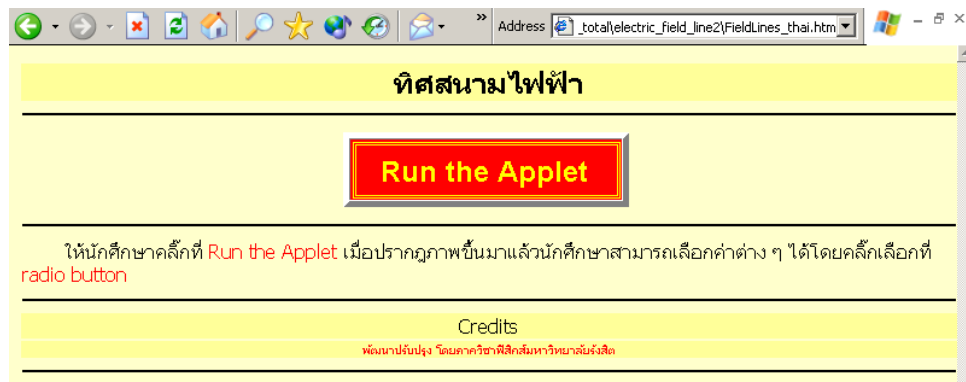 » Address _total\electric_field_line2\FieldLines_thai.htm
ทิศสนามไฟฟ้า
Run the Applet
ให้นักศึกษาคลิ๊กที่ Run the Applet เมื่อปรากฎภาพขึ้นมาแล้วนักศึกษาสามารถเลือกค่าต่าง ๆ ได้โดยคลิ๊กเลือกที่
radio button
Credits
พัฒนาปรับปรุง โดยภาควิชาฟิสิกส์มหาวิทยาลัยรังสิต